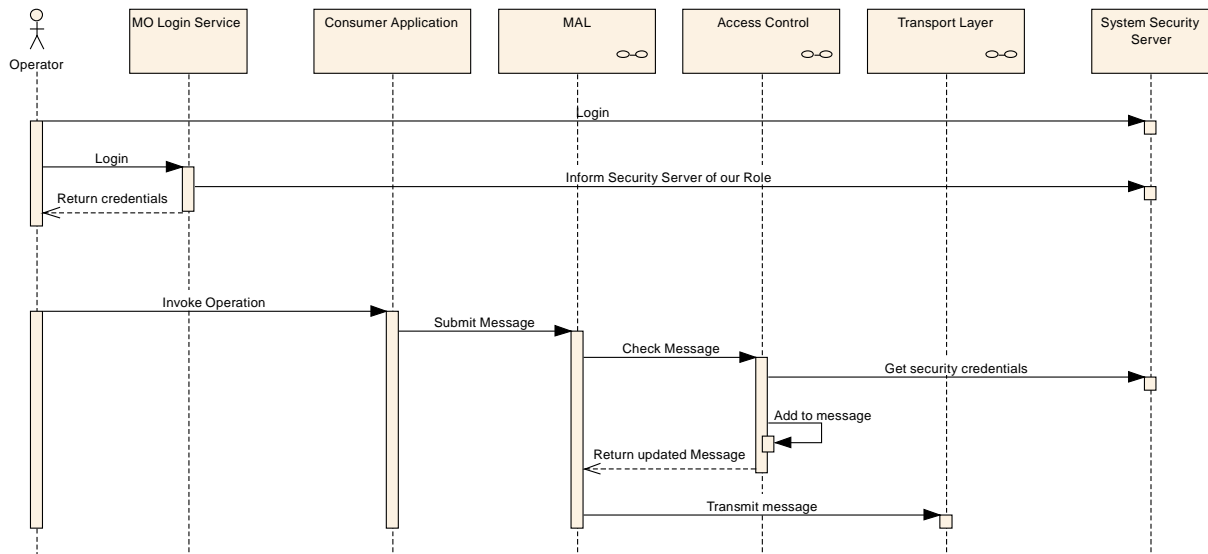 MO Login Service
Consumer Application
MAL
Access Control
Transport Layer
System Security
Server
Operator
Login
Login
Inform Security Server of our Role
Return credentials
Invoke Operation
Submit Message
Check Message
Get security credentials
Add to message
Return updated Message
Transmit message